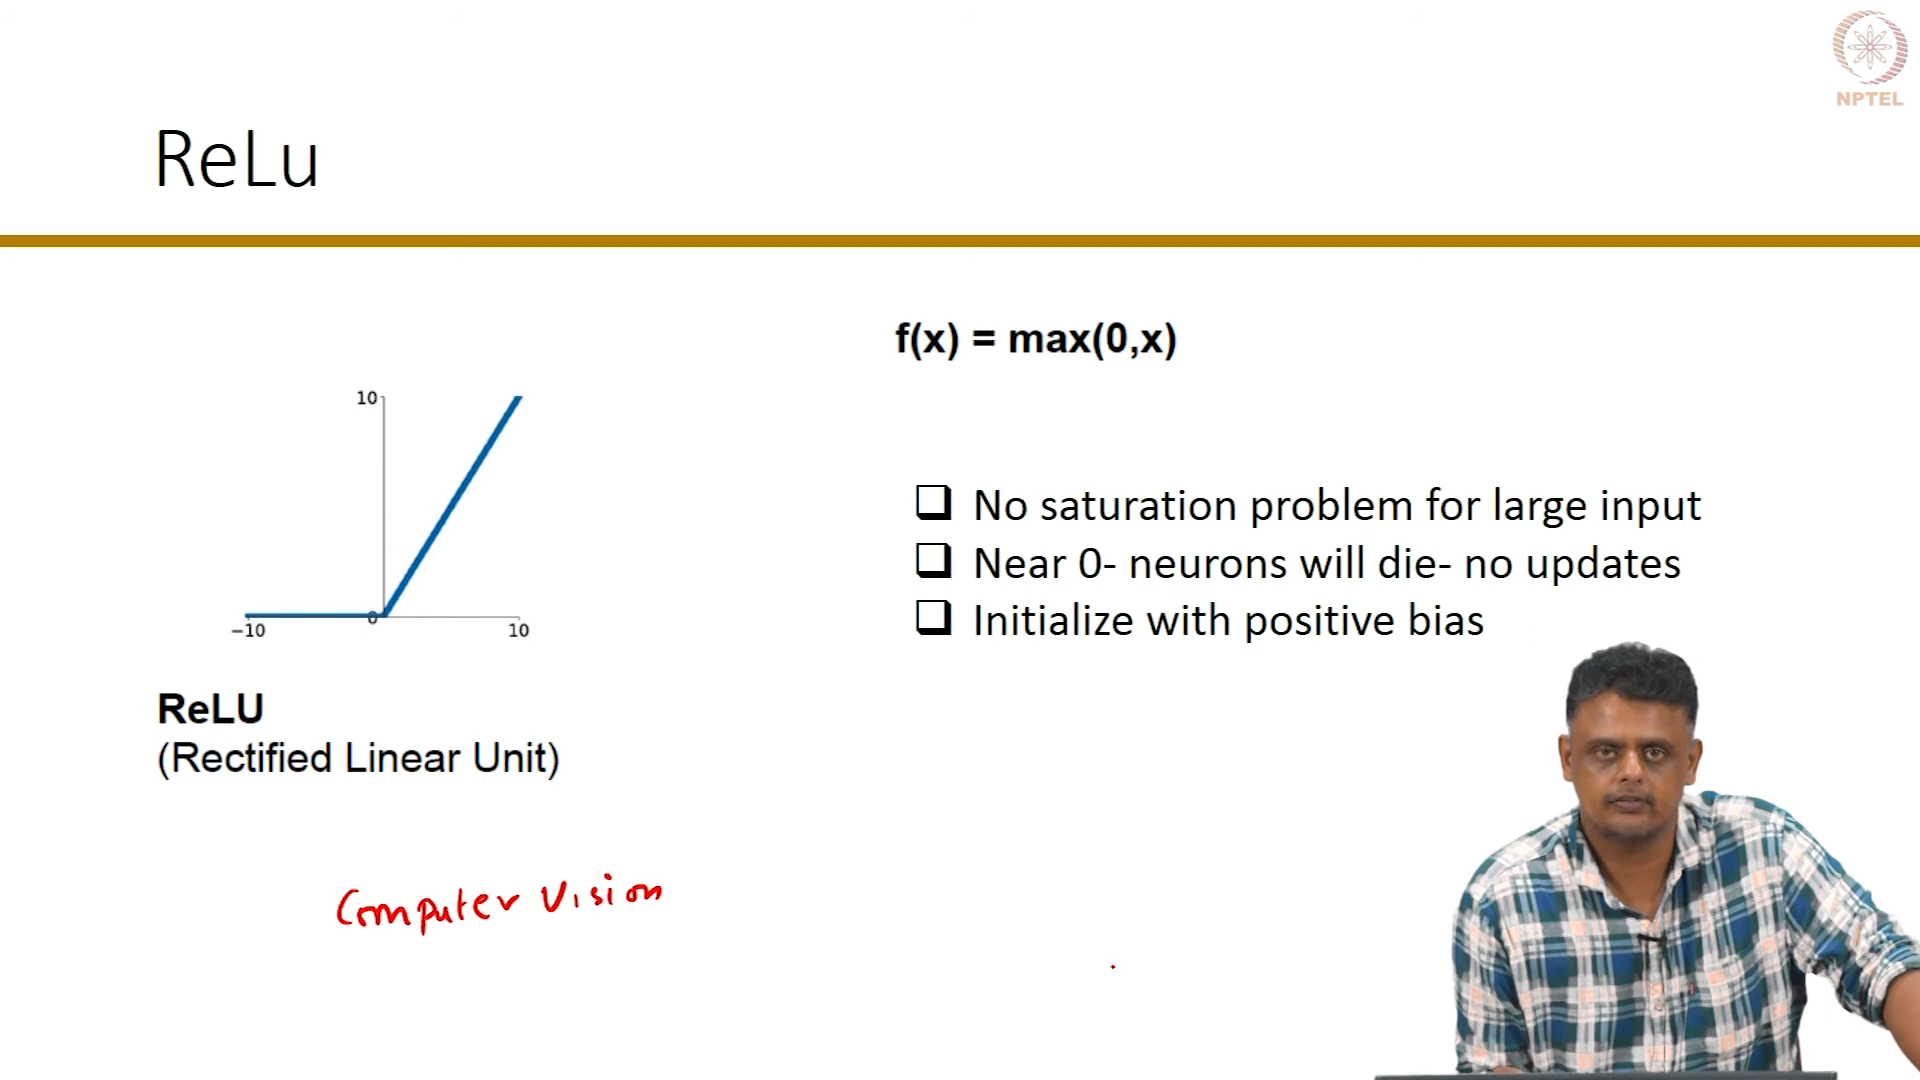 NPTEL
ReLu
f(x) = max(0,x)
10
0
−10
10
No saturation problem for large input
Near 0- neurons will die- no updates
Initialize with positive bias
ReLU
(Rectified Linear Unit)
Computer Vision